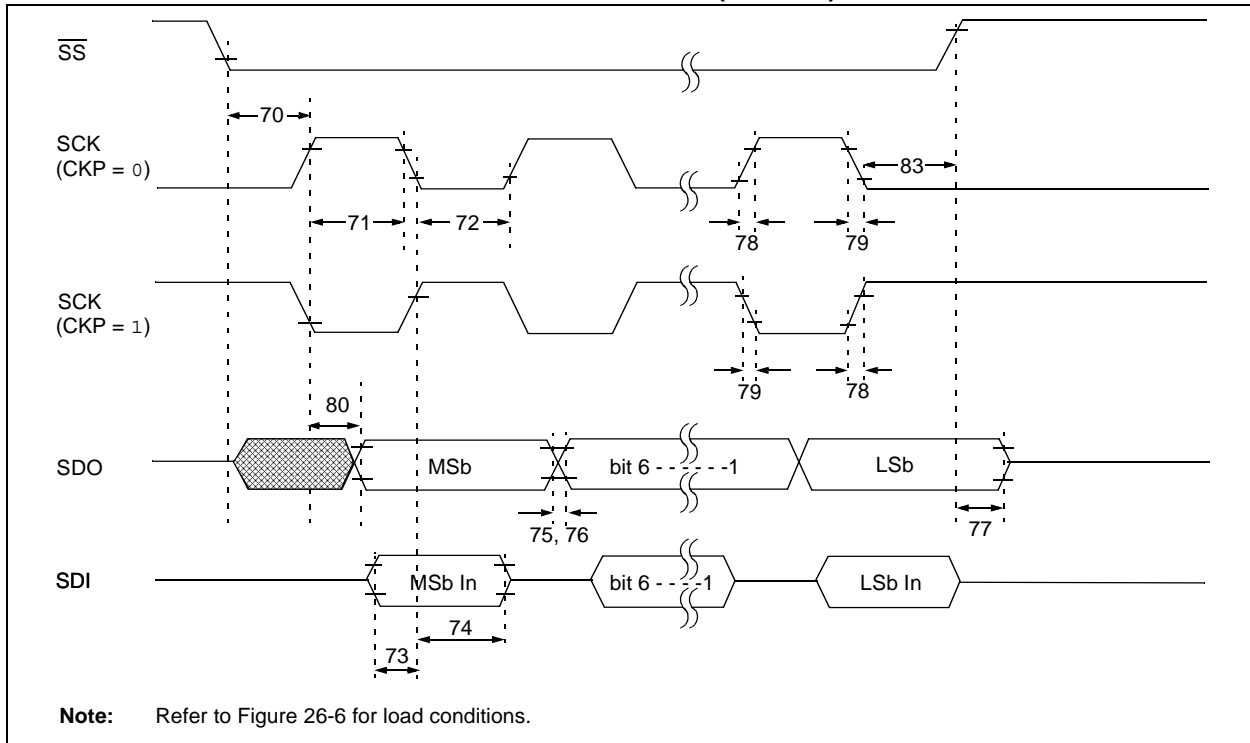 SS
70
SCK
(CKP = 0)
83
71
72
78
79
SCK
(CKP = 1)
79
78
80
SDO
MSb
bit 6 - - - - - -1
LSb
75, 76
77
SDI
MSb In
bit 6 - - - -1
LSb In
74
73
Note: Refer to Figure 26-6 for load conditions.